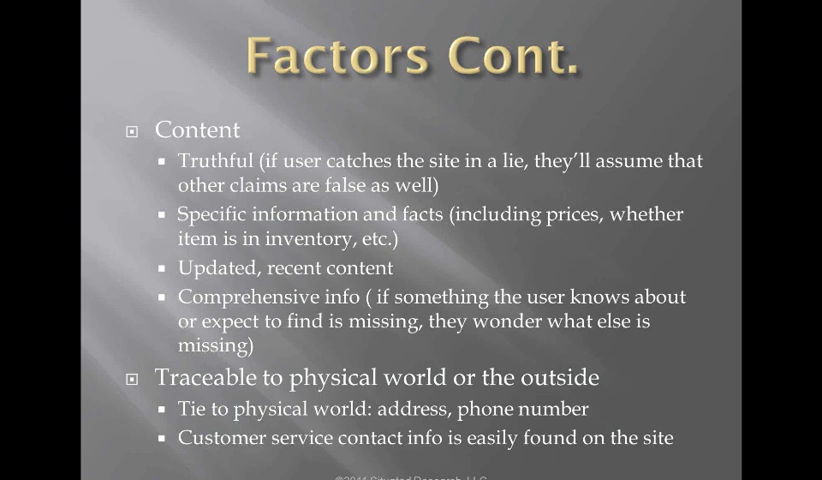 Factors Cont.
Content
Truthful (if user catches the site in a lie, they'll assume that
other claims are false as well)
Specific information and facts (including prices, whether
item is in inventory, etc.)
Updated, recent content
Comprehensive info ( if something the user knows about
or expect to find is missing, they wonder what else is
missing)
Traceable to physical world or the outside
Tie to physical world: address, phone number
Customer service contact info is easily found on the site